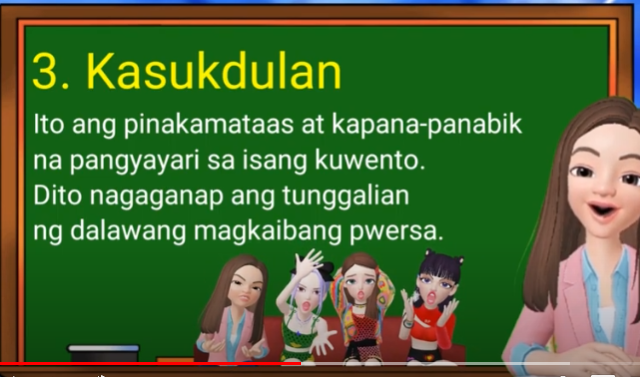 3. Kasukdulan
Ito ang pinakamataas at kapana-panabik
na pangyayari sa isang kuwento.
Dito nagaganap ang tunggalian
ng dalawang magkaibang pwersa.